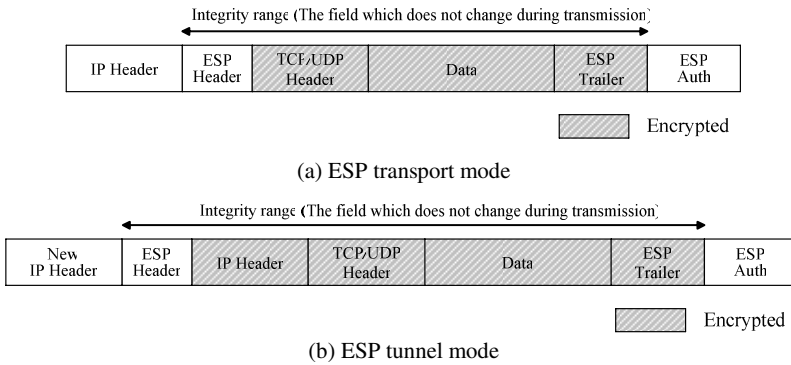 Integrity range (The field which does not change during transmission)
IP Header
ESP
Header
TCP/UDP
Header
Data
ESP
Trailer
ESP
Auth
Encrypted
(a) ESP transport mode
Integrity range (The field which does not change during transmission)
New
IP Header
ESP
Header
IP Header
TCP/UDP
Header
Data
ESP
Trailer
ESP
Auth
Encrypted
(b) ESP tunnel mode